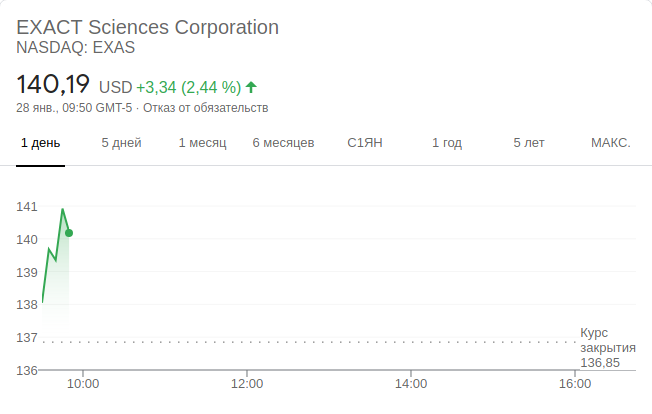 EXACT Sciences Corporation
NASDAQ: EXAS
140,19 USD +3,34 (2,44 %)
28 янв., 09:50 GMT-5 · Отказ от обязательств
1 день 5 дней 1 месяц 6 месяцев С1ЯН 1 год 5 лет МАКС.
141
140
139
138
137
136
Курс
закрытия
136,85
10:00 12:00 14:00 16:00